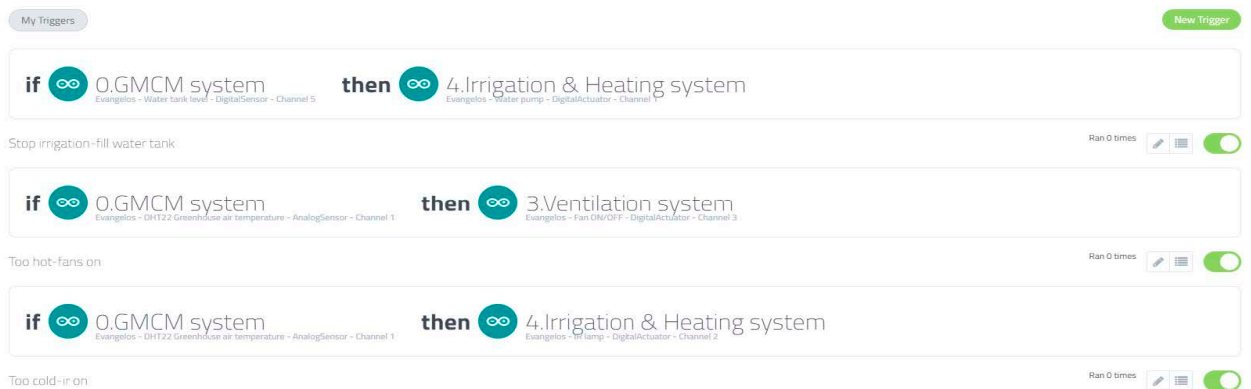 My Triggers
New Trigger
if 0.GMCM system then 4.Irrigation & Heating system
Evangelos - Water tank level - DigitalSensor - Channel 5 Evangelos - Water pump - DigitalActuator - Channel 1
Stop irrigation-fill water tank
Ran 0 times
if 0.GMCM system then 3.Ventilation system
Evangelos - DHT22 Greenhouse air temperature - AnalogSensor - Channel 1 Evangelos - Fan ON/OFF - DigitalActuator - Channel 3
Too hot-fans on
Ran 0 times
if 0.GMCM system then 4.Irrigation & Heating system
Evangelos - DHT22 Greenhouse air temperature - AnalogSensor - Channel 1 Evangelos - IR lamp - DigitalActuator - Channel 2
Too cold-ir on
Ran 0 times